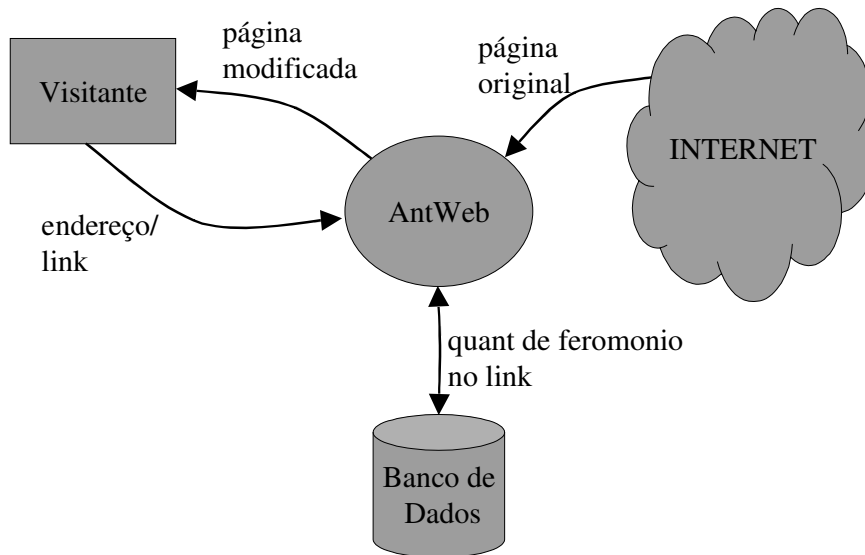 página
modificada
página
original
Visitante
INTERNET
AntWeb
endereço/
link
quant de feromonio
no link
Banco de
Dados